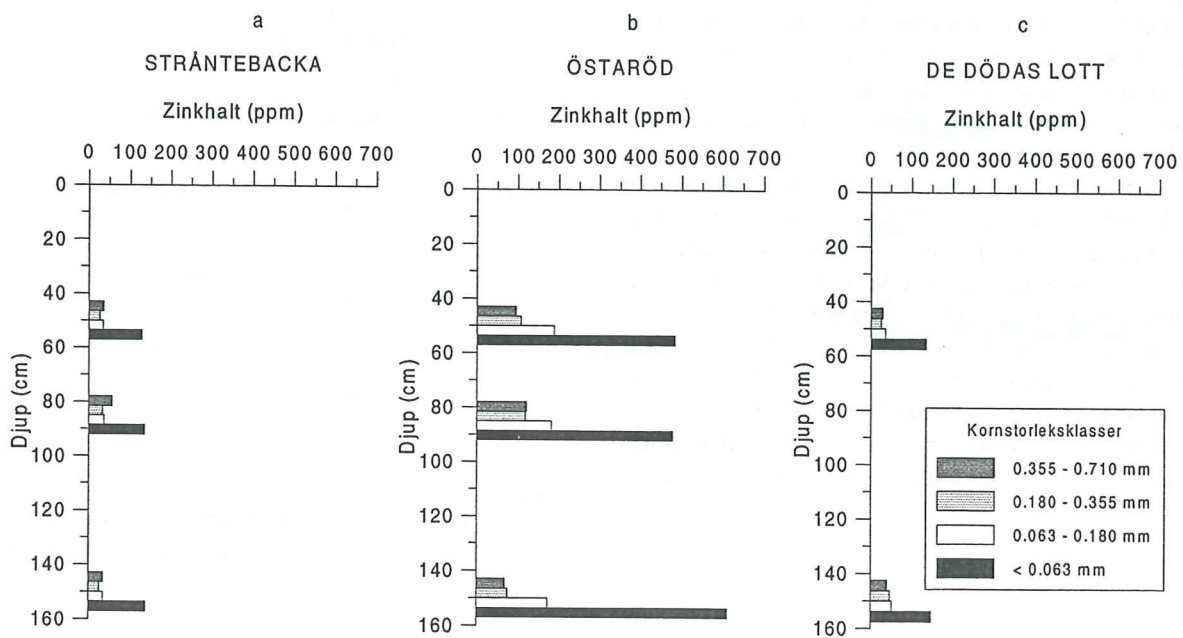 a
STRÅNTEBACKA
Zinkhalt (ppm)
0 100 200 300 400 500 600 700
0
20
40
60
80
100
120
140
160
Djup (cm)
b
ÖSTARÖD
Zinkhalt (ppm)
0 100 200 300 400 500 600 700
0
20
40
60
80
100
120
140
160
Djup (cm)
c
DE DÖDAS LOTT
Zinkhalt (ppm)
0 100 200 300 400 500 600 700
0
20
40
60
80
100
120
140
160
Djup (cm)
Kornstorleksklasser
0.355 - 0.710 mm
0.180 - 0.355 mm
0.063 - 0.180 mm
< 0.063 mm